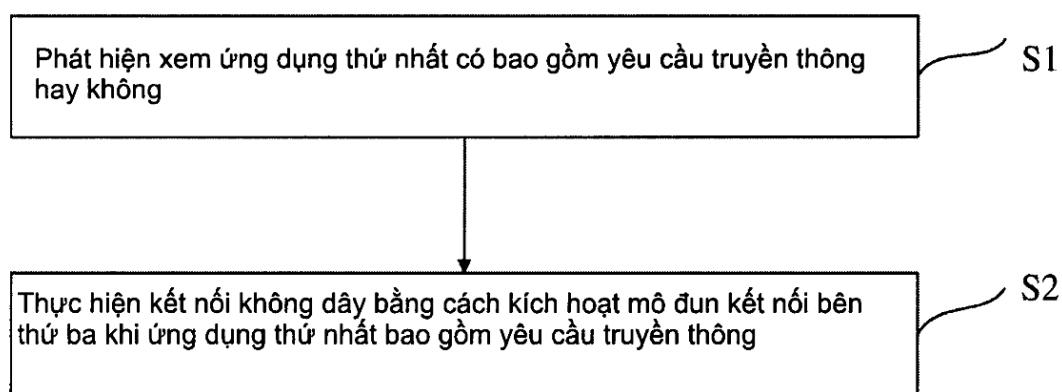 Phát hiện xem ứng dụng thứ nhất có bao gồm yêu cầu truyền thông
hay không
S1
Thực hiện kết nối không dây bằng cách kích hoạt mô đun kết nối bên
thứ ba khi ứng dụng thứ nhất bao gồm yêu cầu truyền thông
S2